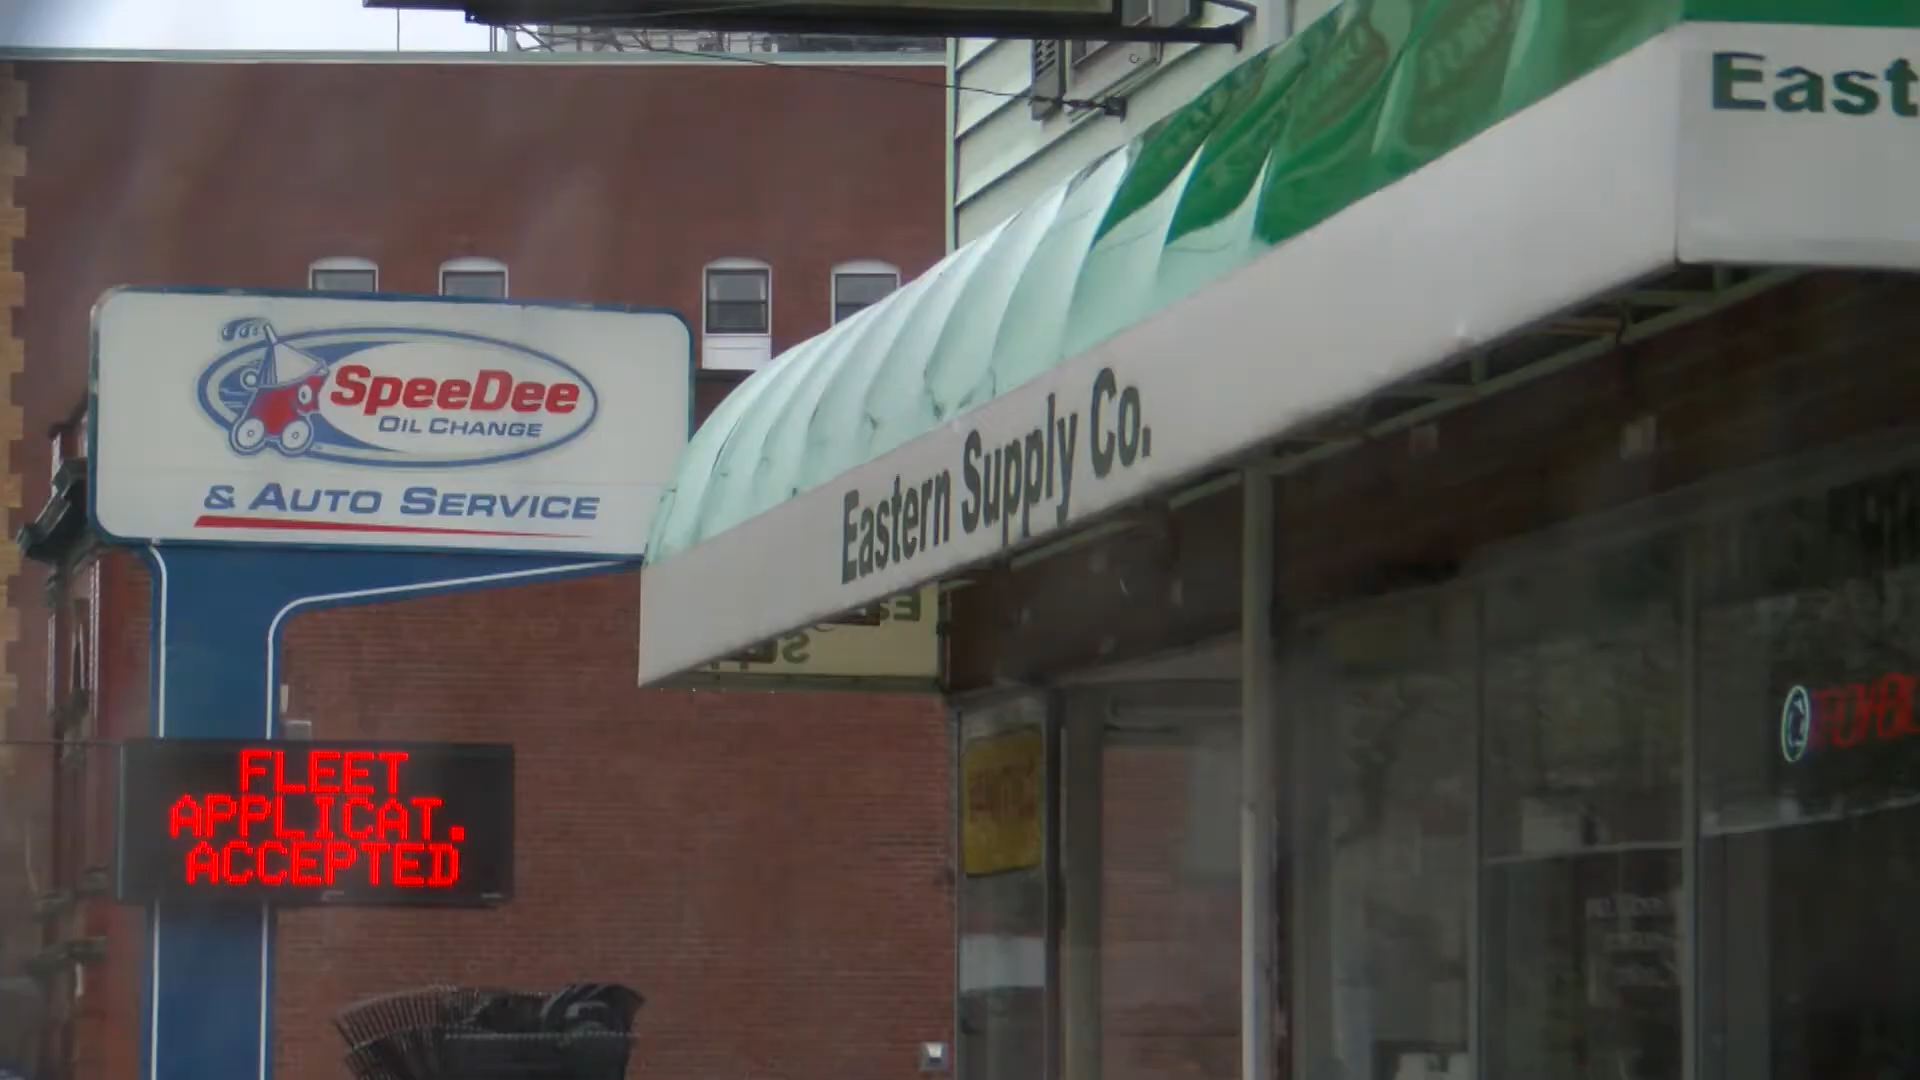 SpeeDee
OIL CHANGE
& AUTO SERVICE
FLEET
APPLICAT.
ACCEPTED
Eastern Supply Co.
East